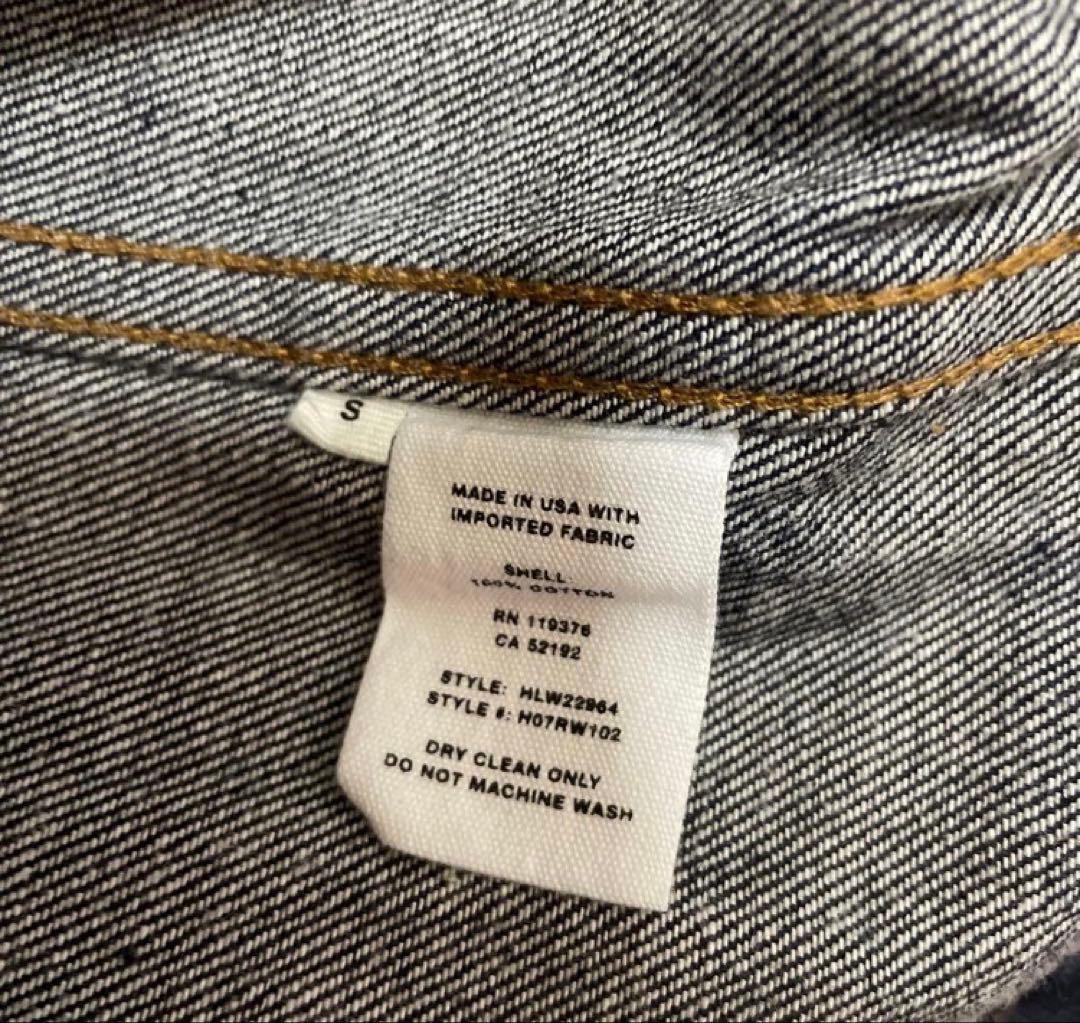 S
MADE IN USA WITH
IMPORTED FABRIC
SHELL
100% COTTON
RN 119376
CA 52192
STYLE: HLW22964
STYLE #: H07RW102
DRY CLEAN ONLY
DO NOT MACHINE WASH